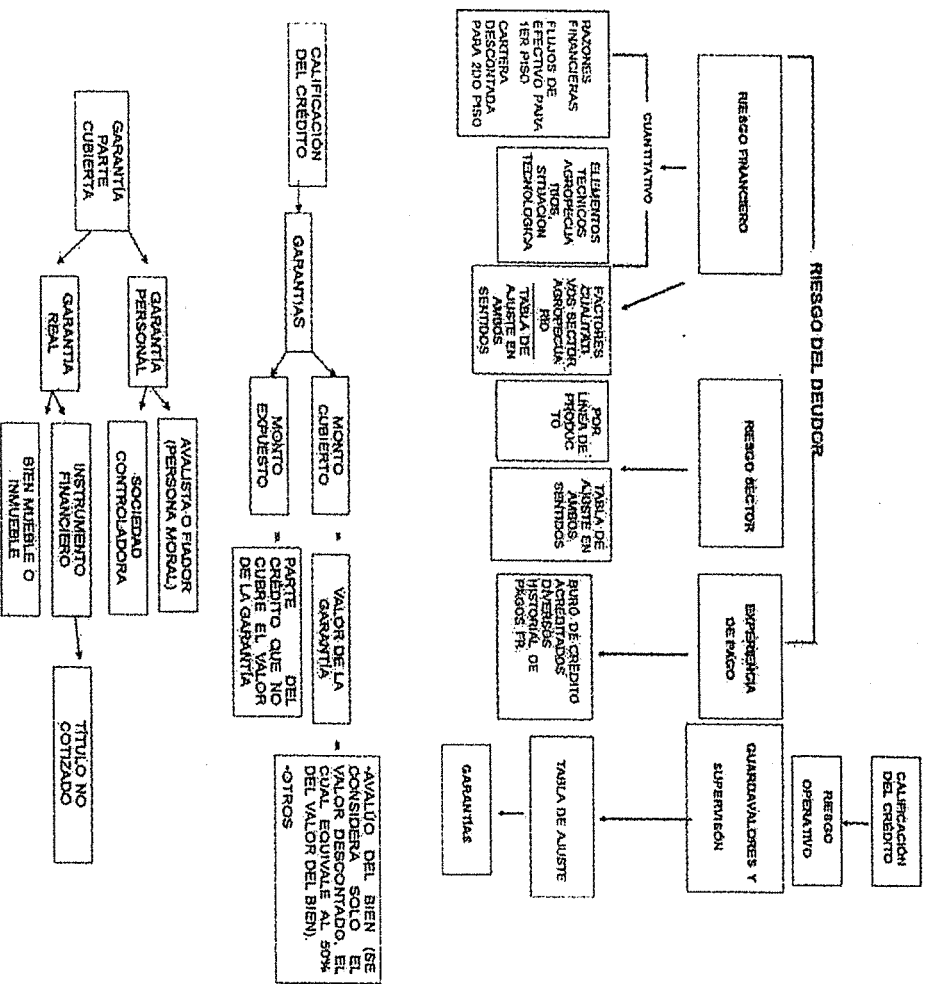 RIESGO DEL DEUDOR
CALIFICACIÓN
DEL CRÉDITO
RIESGO
OPERATIVO
RIESGO FINANCIERO
RIESGO SECTOR
EXPERIENCIA
DE PAGO
GUARDAVALORES Y
SUPERVISÓN
CUANTITATIVO
RAZONES
FINANCIERAS
FLUJOS DE
EFECTIVO PARA
1ER PISO
CARTERA
DESCONTADA
PARA 2DO PISO
ELEMENTOS
TECNICOS
AGROPECUA
RIOS,
SITUACION
TECNOLOGICA
FACTORES
CUALITATI
VOS SECTOR
AGROPECUA
RIO
TABLA DE
AJUSTE EN
AMBOS
SENTIDOS
POR
LÍNEA DE
PRODUC
TO
TABLA DE
AJUSTE EN
AMBOS
SENTIDOS
BURÓ DE CRÉDITO
ACREDITADOS
DIVERSOS
HISTORIAL DE
PAGOS FR.
TABLA DE AJUSTE
GARANTÍAS
CALIFICACIÓN
DEL CRÉDITO
GARANTIAS
MONTO
CUBIERTO
MONTO
EXPUESTO
=
VALOR DE LA
GARANTÍA
=
PARTE DEL
CRÉDITO QUE NO
CUBRE EL VALOR
DE LA GARANTÍA
=
•AVALÚO DEL BIEN (SE
CONSIDERA SOLO EL
VALOR DESCONTADO, EL
CUAL EQUIVALE AL 50%
DEL VALOR DEL BIEN).
•OTROS
GARANTÍA
PARTE
CUBIERTA
GARANTÍA
PERSONAL
GARANTIA
REAL
AVALISTA O FIADOR
(PERSONA MORAL)
SOCIEDAD
CONTROLADORA
INSTRUMENTO
FINANCIERO
BIEN MUEBLE O
INMUEBLE
TÍTULO NO
COTIZADO